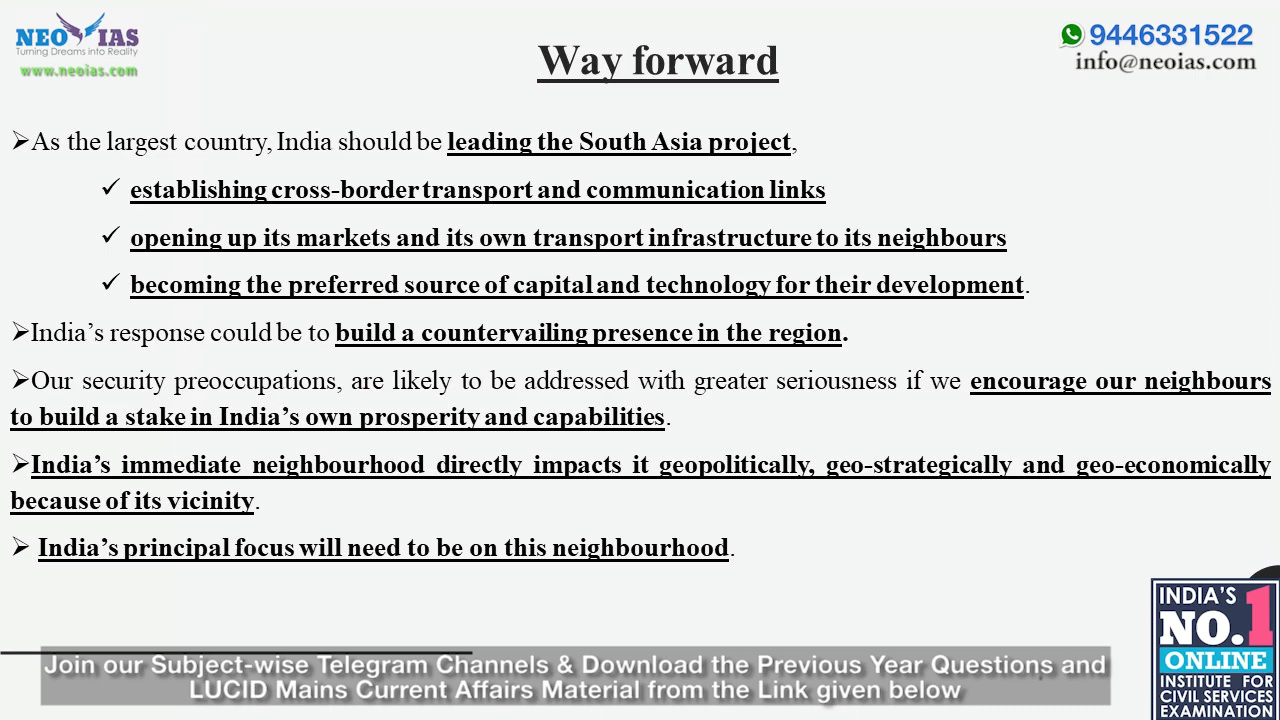 NEO IAS
Turning Dreams into Reality
www.neoias.com
Way forward
9446331522
info@neoias.com
➢As the largest country, India should be leading the South Asia project,
✓ establishing cross-border transport and communication links
✓ opening up its markets and its own transport infrastructure to its neighbours
✓ becoming the preferred source of capital and technology for their development.
➢India’s response could be to build a countervailing presence in the region.
➢Our security preoccupations, are likely to be addressed with greater seriousness if we encourage our neighbours
to build a stake in India’s own prosperity and capabilities.
➢India’s immediate neighbourhood directly impacts it geopolitically, geo-strategically and geo-economically
because of its vicinity.
➢ India’s principal focus will need to be on this neighbourhood.
Join our Subject-wise Telegram Channels & Download the Previous Year Questions and
LUCID Mains Current Affairs Material from the Link given below
INDIA’S
NO.1
ONLINE
INSTITUTE FOR
CIVIL SERVICES
EXAMINATION